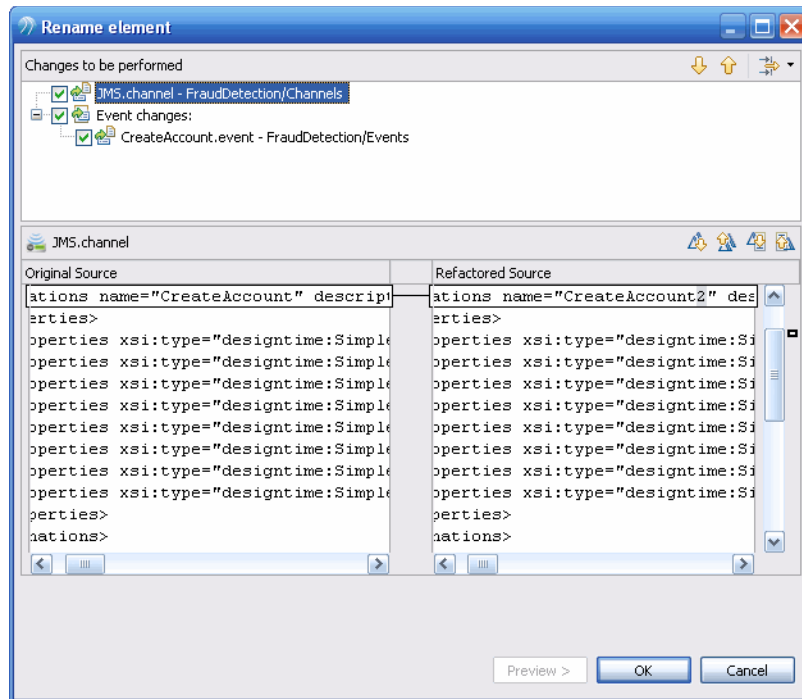 Rename element
Changes to be performed
JMS.channel - FraudDetection/Channels
Event changes:
CreateAccount.event - FraudDetection/Events
JMS.channel
Original Source Refactored Source
ations name="CreateAccount" descript ations name="CreateAccount2" des
erties> erties>
operties xsi:type="designtime:Simple operties xsi:type="designtime:Si
operties xsi:type="designtime:Simple operties xsi:type="designtime:Si
operties xsi:type="designtime:Simple operties xsi:type="designtime:Si
operties xsi:type="designtime:Simple operties xsi:type="designtime:Si
operties xsi:type="designtime:Simple operties xsi:type="designtime:Si
operties xsi:type="designtime:Simple operties xsi:type="designtime:Si
operties xsi:type="designtime:Simple operties xsi:type="designtime:Si
operties xsi:type="designtime:Simple operties xsi:type="designtime:Si
perties> perties>
nations> nations>
Preview > OK Cancel